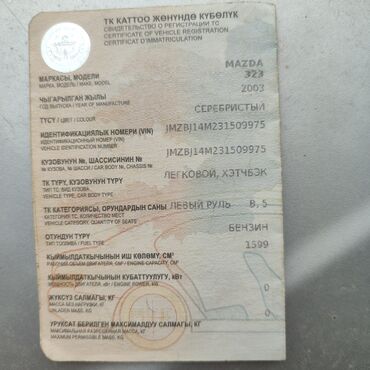 ТК КАТТОО ЖӨНҮНДӨ КҮБӨЛҮК
СВИДЕТЕЛЬСТВО О РЕГИСТРАЦИИ ТС
CERTIFICATE OF VEHICLE REGISTRATION
CERTIFICAT D'IMMATRICULATION
MAZDA
МАРКАСЫ, МОДЕЛИ 323
МАРКА, МОДЕЛЬ / MAKE, MODEL
ЧЫГАРЫЛГАН ЖЫЛЫ 2003
ГОД ВЫПУСКА / YEAR OF MANUFACTURE
ТҮСҮ / ЦВЕТ / COLOUR СЕРЕБРИСТЫЙ
ИДЕНТИФИКАЦИЯЛЫК НОМЕРИ (VIN) JMZBJ14M231509975
ИДЕНТИФИКАЦИОННЫЙ НОМЕР (VIN)
VEHICLE IDENTIFICATION NUMBER
КУЗОВУНУН №, ШАССИСИНИН № JMZBJ14M231509975
№ КУЗОВА, № ШАССИ / CAR BODY №, CHASSIS №
ТК ТҮРҮ, КУЗОВУНУН ТҮРҮ ЛЕГКОВОЙ, ХЭТЧБЭК
ТИП ТС, ВИД КУЗОВА
VEHICLE TYPE, CAR BODY TYPE
ТК КАТЕГОРИЯСЫ, ОРУНДАРДЫН САНЫ ЛЕВЫЙ РУЛЬ B, 5
КАТЕГОРИЯ ТС, КОЛИЧЕСТВО МЕСТ
VEHICLE CATEGORY, QUANTITY OF SEATS
ОТУНДУН ТҮРҮ БЕНЗИН
ТИП ТОПЛИВА / FUEL TYPE
КЫЙМЫЛДАТКЫЧЫНЫН ИШ КӨЛӨМҮ, СМ³ 1599
РАБОЧИЙ ОБЪЕМ ДВИГАТЕЛЯ, СМ³ / ENGINE CAPACITY, CM³
КЫЙМЫЛДАТКЫЧЫНЫН КУБАТТУУЛУГУ, кВт
МОЩНОСТЬ ДВИГАТЕЛЯ, кВт / ENGINE POWER, KW
ЖҮКСҮЗ САЛМАГЫ, КГ 0
МАССА БЕЗ НАГРУЗКИ, КГ
UNLADEN MASS, KG
УРУКСАТ БЕРИЛГЕН МАКСИМАЛДУУ САЛМАГЫ, КГ 0
МАКСИМАЛЬНАЯ РАЗРЕШЕННАЯ МАССА, КГ
MAXIMUM PERMISSIBLE MASS, KG